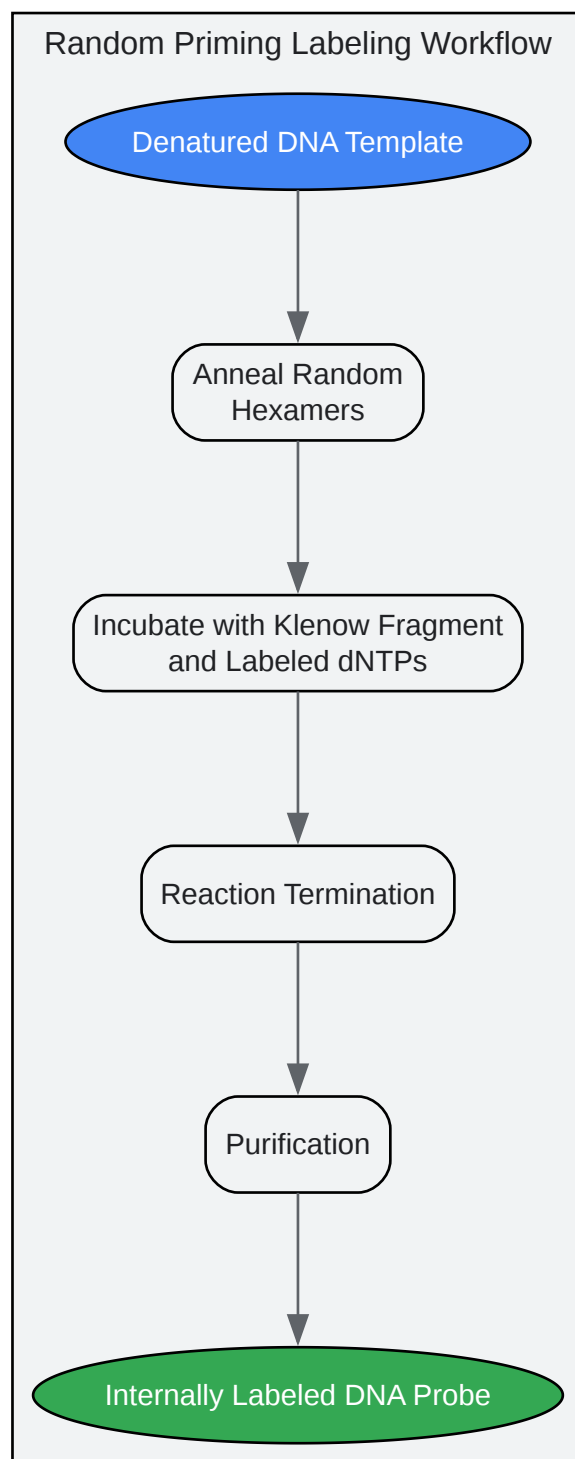 Random Priming Labeling Workflow
Denatured DNA Template
Anneal Random
Hexamers
Incubate with Klenow Fragment
and Labeled dNTPs
Reaction Termination
Purification
Internally Labeled DNA Probe